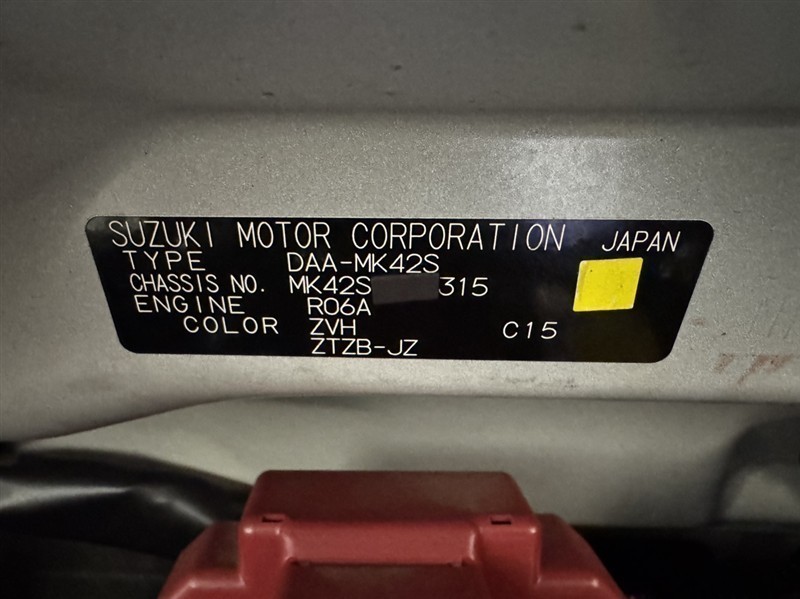 SUZUKI MOTOR CORPORATION JAPAN
TYPE DAA-MK42S
CHASSIS NO. MK42S 315
ENGINE R06A
COLOR ZVH C15
ZTZB-JZ